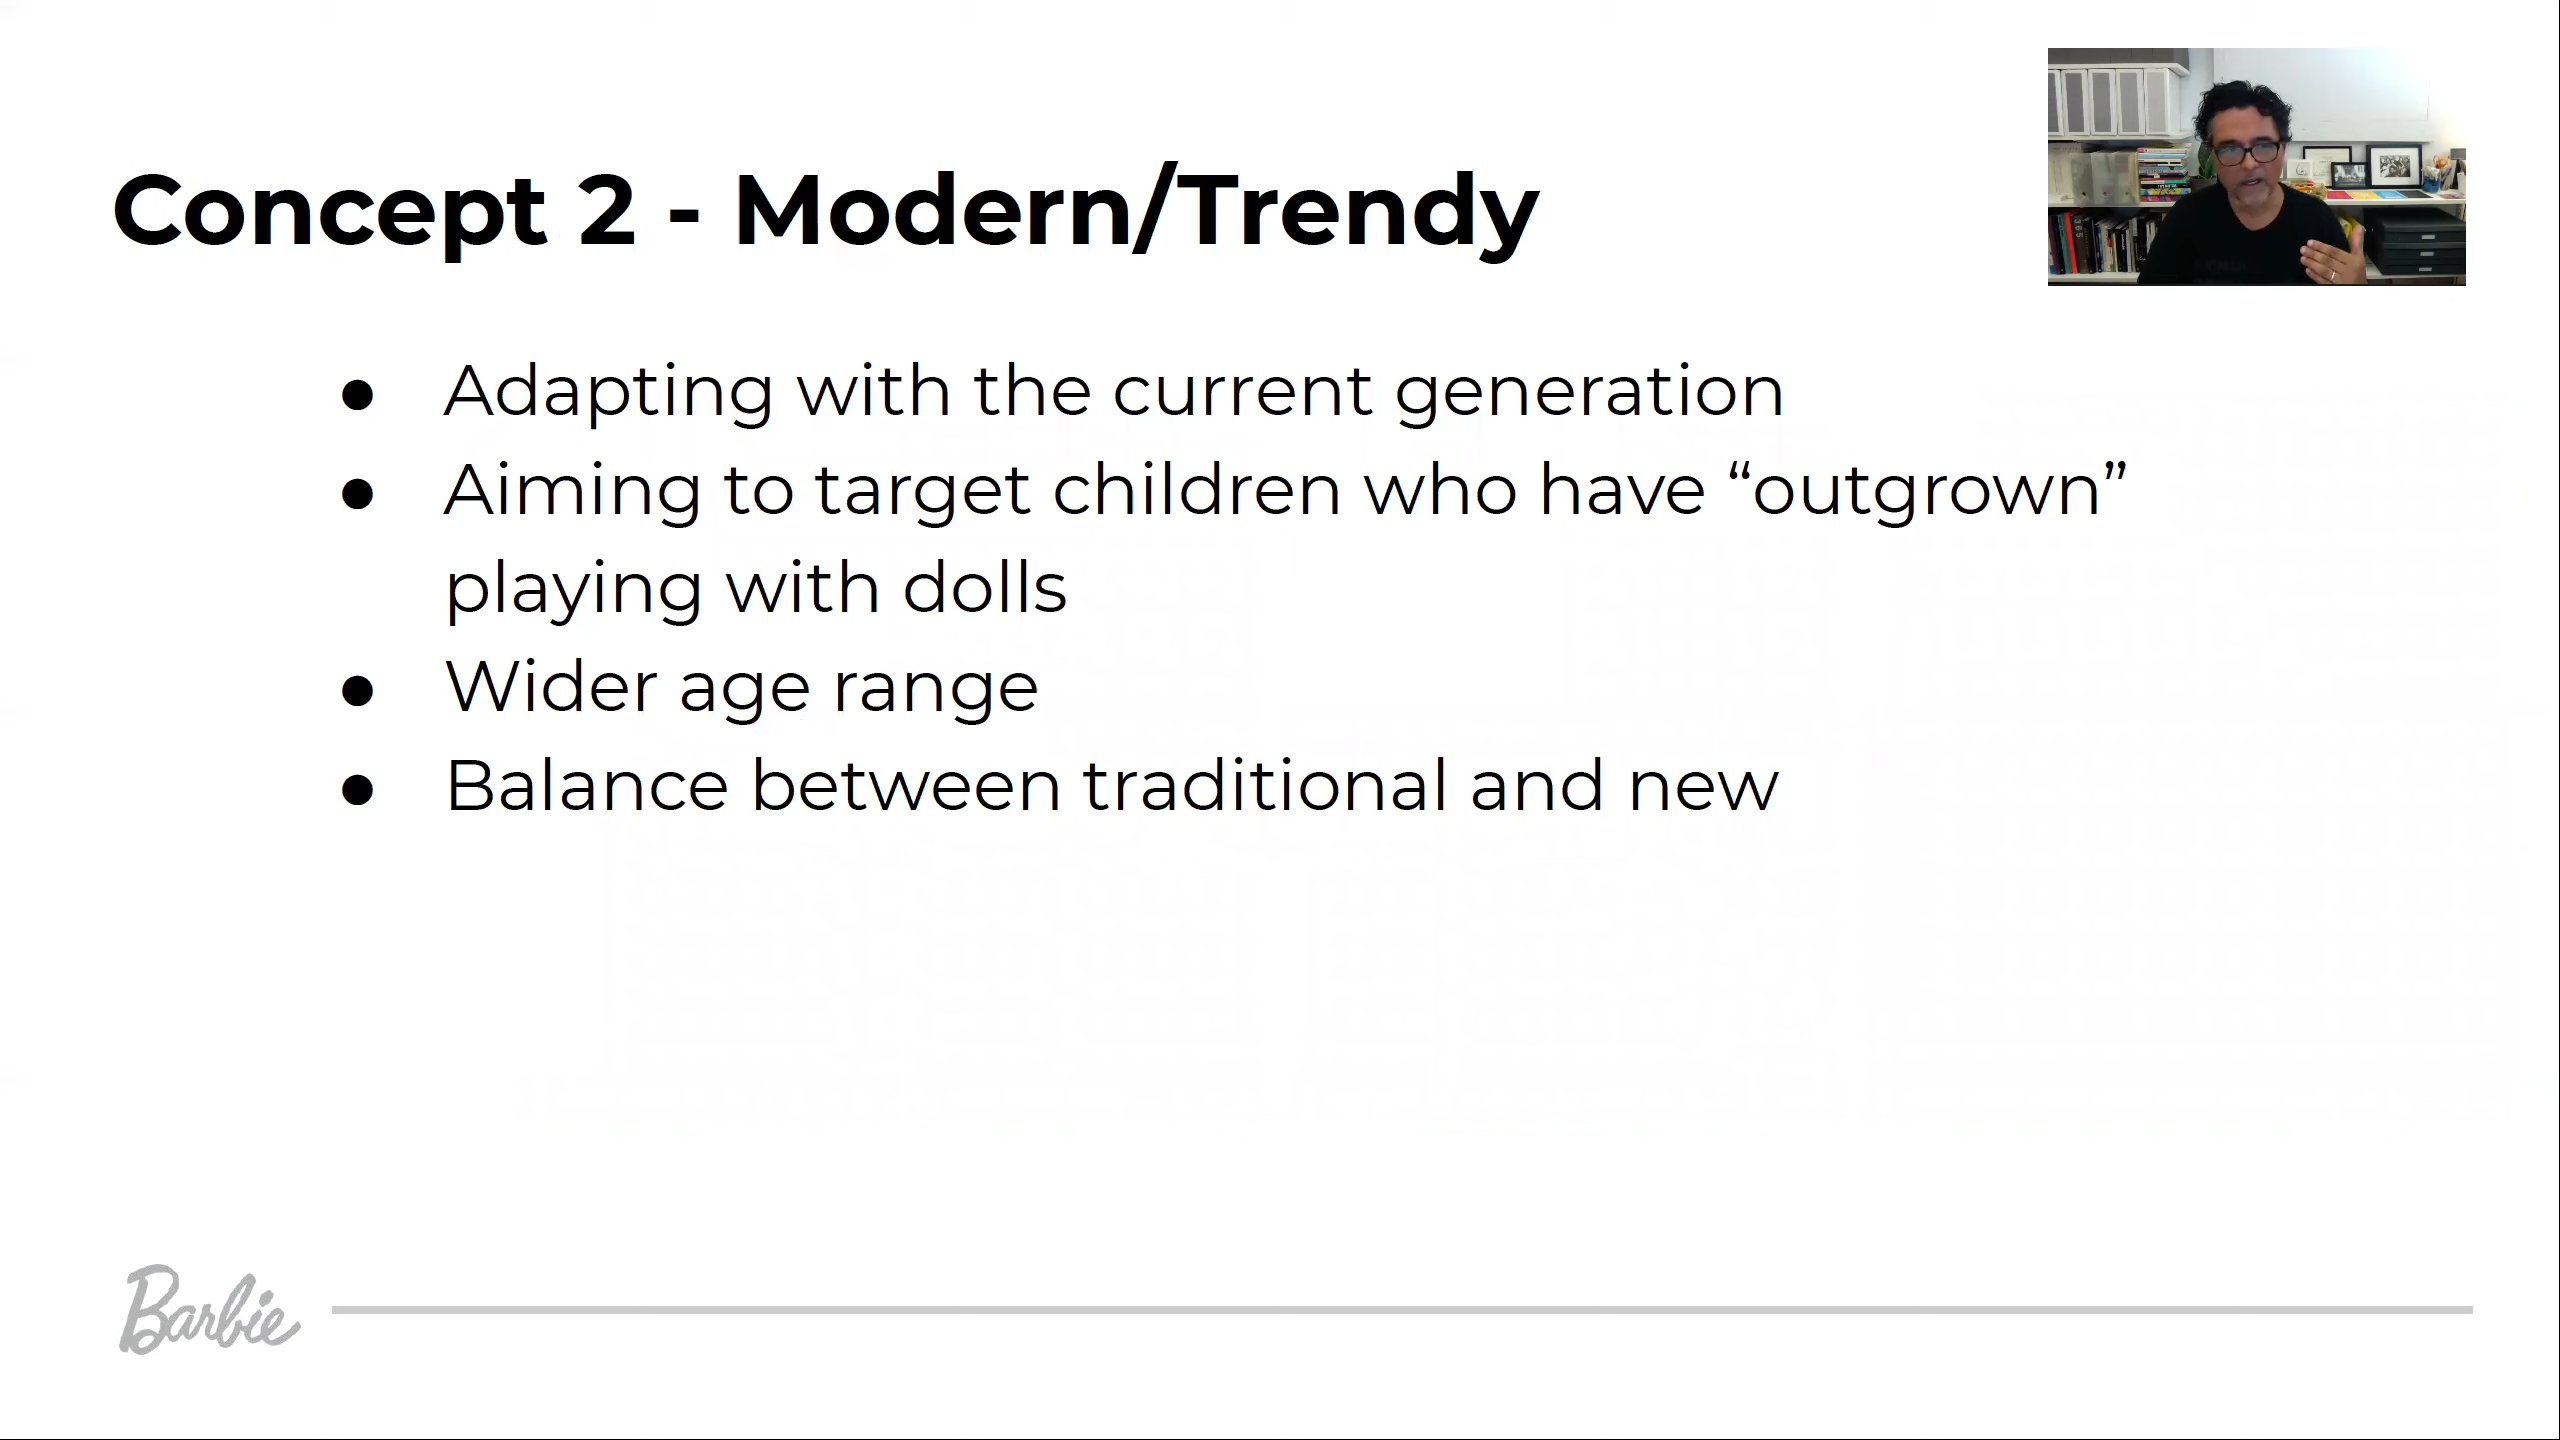 Concept 2 - Modern/Trendy
● Adapting with the current generation
● Aiming to target children who have “outgrown”
playing with dolls
● Wider age range
● Balance between traditional and new
Barbie